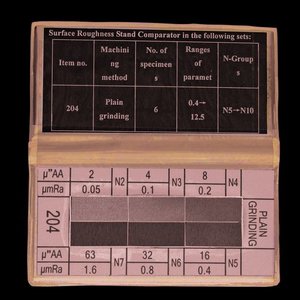 Surface Roughness Stand Comparator in the following sets:
Item no. Machini ng method No. of specimen s Ranges of paramet N-Group s
204 Plain grinding 6 0.4→ 12.5 N5→N10
µ"AA 2 N2 4 N3 8 N4
µmRa 0.05 0.1 0.2
204
PLAIN GRINDING
µ"AA 63 N7 32 N6 16 N5
µmRa 1.6 0.8 0.4